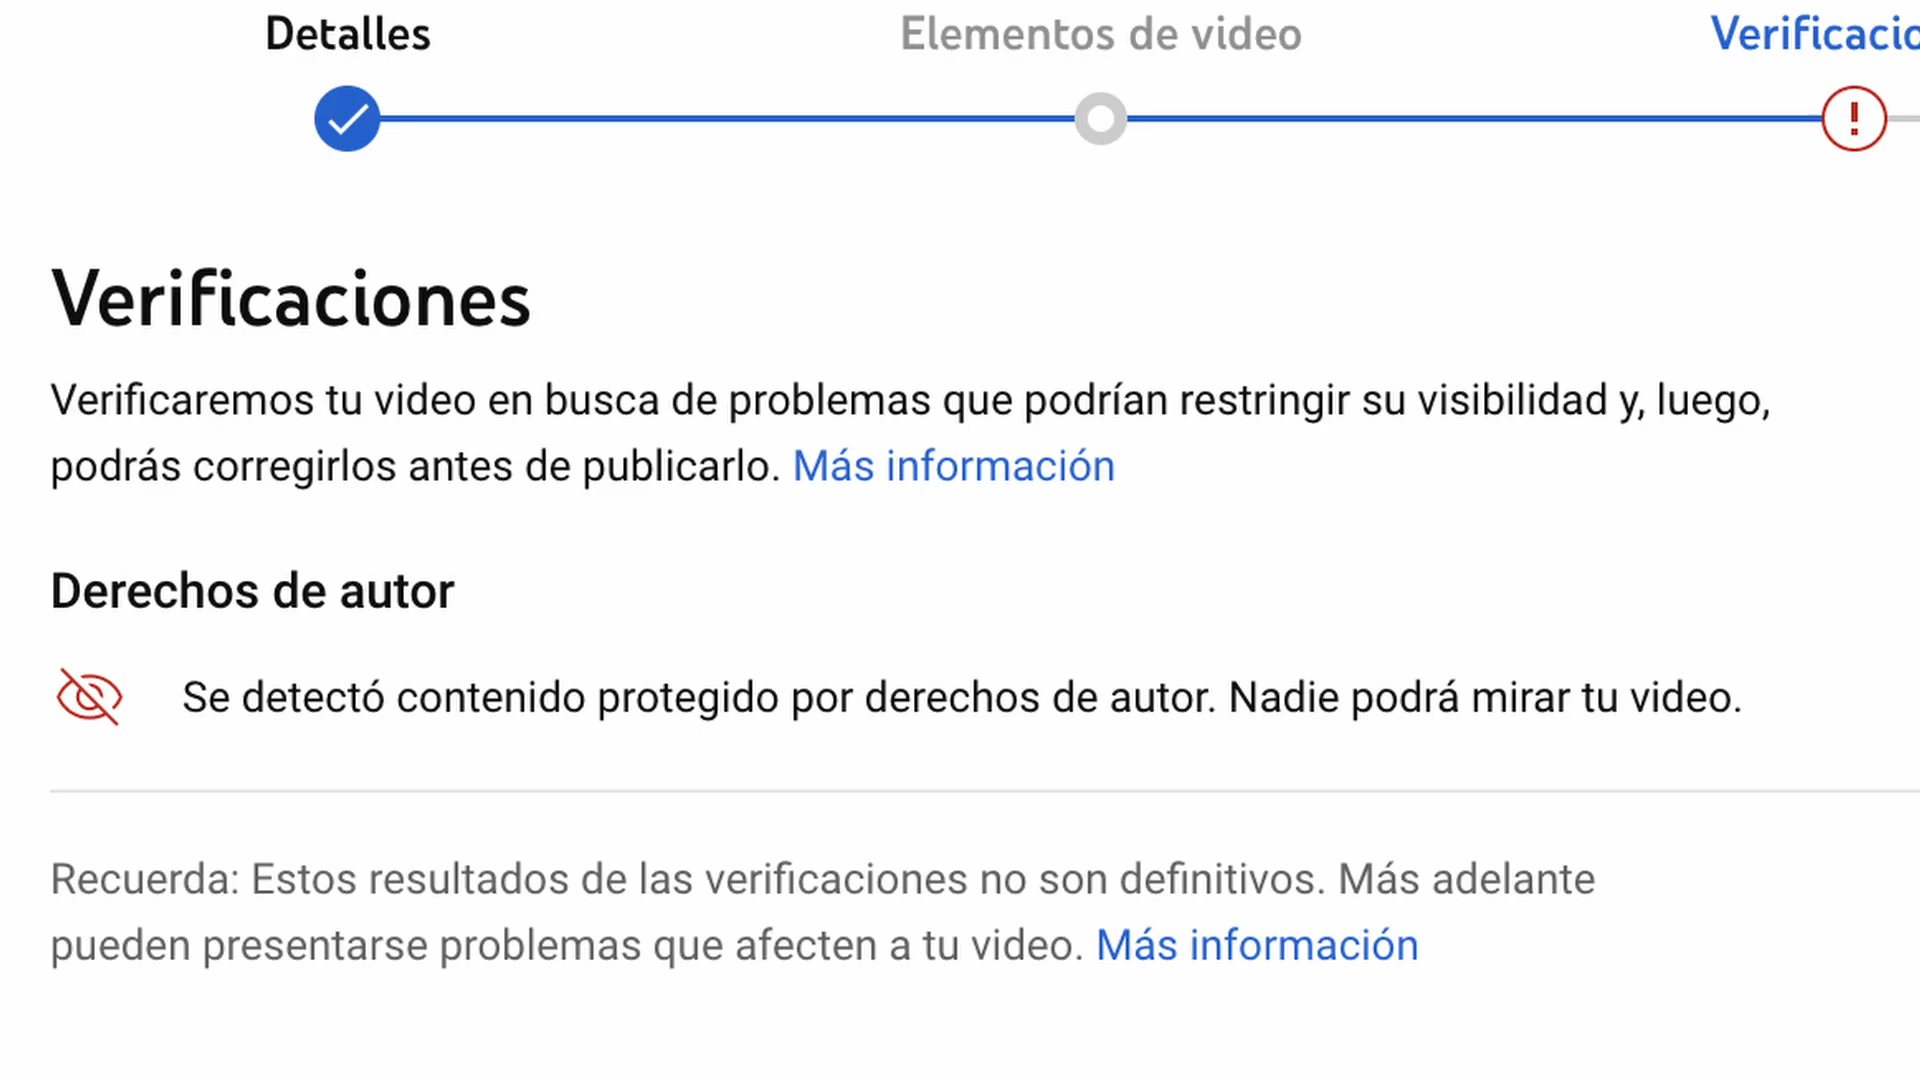 Detalles
Elementos de video
Verificacio
Verificaciones
Verificaremos tu video en busca de problemas que podrían restringir su visibilidad y, luego,
podrás corregirlos antes de publicarlo. Más información
Derechos de autor
Se detectó contenido protegido por derechos de autor. Nadie podrá mirar tu video.
Recuerda: Estos resultados de las verificaciones no son definitivos. Más adelante
pueden presentarse problemas que afecten a tu video. Más información